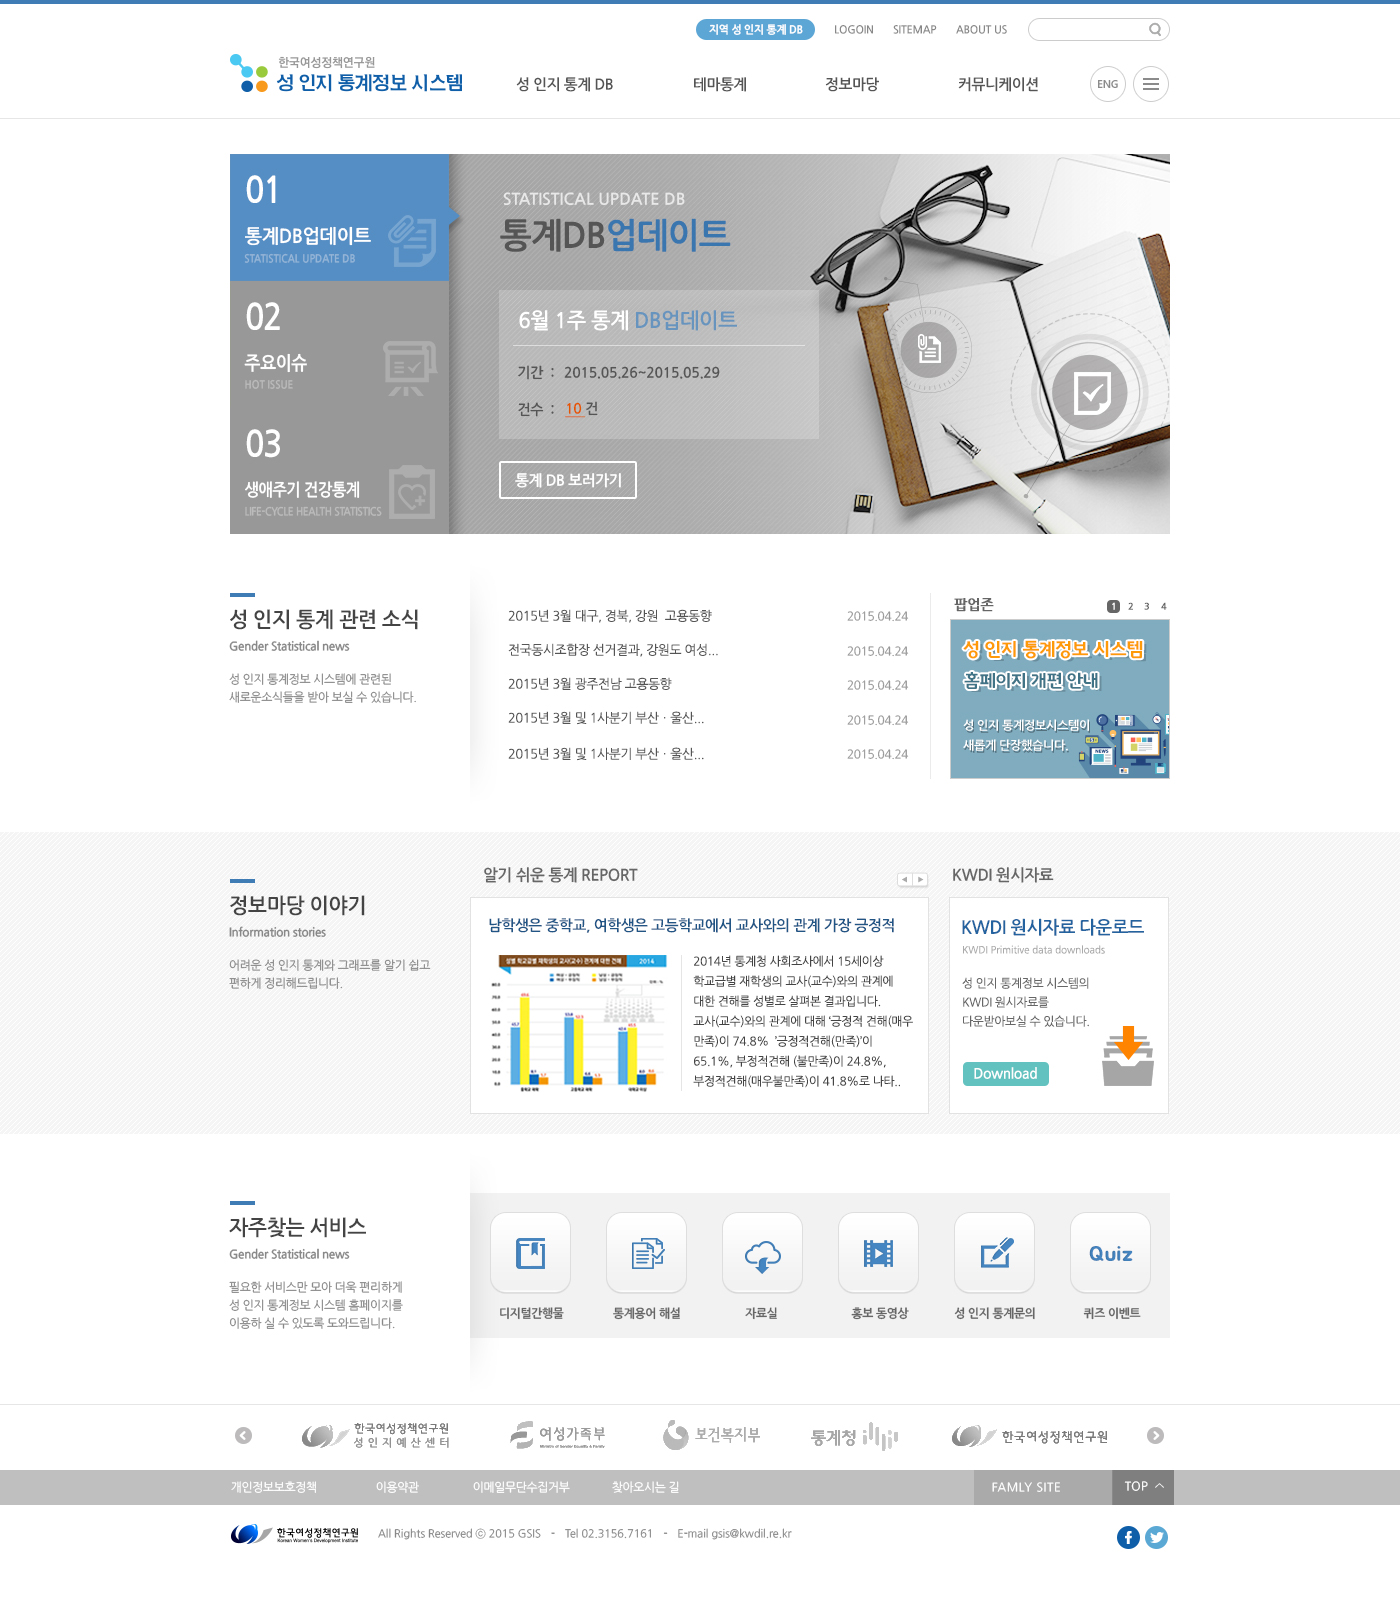 지역 성 인지 통계 DB
LOGOIN
SITEMAP
ABOUT US
한국여성정책연구원
성 인지 통계정보 시스템
성 인지 통계 DB
테마통계
정보마당
커뮤니케이션
ENG
01
통계DB업데이트
STATISTICAL UPDATE DB
02
주요이슈
HOT ISSUE
03
생애주기 건강통계
LIFE-CYCLE HEALTH STATISTICS
STATISTICAL UPDATE DB
통계DB업데이트
6월 1주 통계 DB업데이트
기간 : 2015.05.26~2015.05.29
건수 : 10 건
통계 DB 보러가기
성 인지 통계 관련 소식
Gender Statistical news
성 인지 통계정보 시스템에 관련된
새로운소식들을 받아 보실 수 있습니다.
2015년 3월 대구, 경북, 강원 고용동향 2015.04.24
전국동시조합장 선거결과, 강원도 여성... 2015.04.24
2015년 3월 광주전남 고용동향 2015.04.24
2015년 3월 및 1사분기 부산 · 울산... 2015.04.24
2015년 3월 및 1사분기 부산 · 울산... 2015.04.24
팝업존
1 2 3 4
성 인지 통계정보 시스템
홈페이지 개편 안내
성 인지 통계정보시스템이
새롭게 단장했습니다.
NEWS
정보마당 이야기
Information stories
어려운 성 인지 통계와 그래프를 알기 쉽고
편하게 정리해드립니다.
알기 쉬운 통계 REPORT
남학생은 중학교, 여학생은 고등학교에서 교사와의 관계 가장 긍정적
성별 학교급별 재학생의 교사(교수) 관계에 대한 견해 2014
2014년 통계청 사회조사에서 15세이상
학교급별 재학생의 교사(교수)와의 관계에
대한 견해를 성별로 살펴본 결과입니다.
교사(교수)와의 관계에 대해 '긍정적 견해(매우
만족)이 74.8% '긍정적견해(만족)'이
65.1%, 부정적견해 (불만족)이 24.8%,
부정적견해(매우불만족)이 41.8%로 나타..
KWDI 원시자료
KWDI 원시자료 다운로드
KWDI Primitive data downloads
성 인지 통계정보 시스템의
KWDI 원시자료를
다운받아보실 수 있습니다.
Download
자주찾는 서비스
Gender Statistical news
필요한 서비스만 모아 더욱 편리하게
성 인지 통계정보 시스템 홈페이지를
이용하 실 수 있도록 도와드립니다.
Quiz
디지털간행물
통계용어 해설
자료실
홍보 동영상
성 인지 통계문의
퀴즈 이벤트
한국여성정책연구원
성인지예산센터
여성가족부
Ministry of Gender Equality & Family
보건복지부
통계청
한국여성정책연구원
개인정보보호정책
이용약관
이메일무단수집거부
찾아오시는 길
FAMLY SITE
TOP
한국여성정책연구원
Korean Women's Development Institute
All Rights Reserved ⓒ 2015 GSIS - Tel 02.3156.7161 - E-mail gsis@kwdil.re.kr